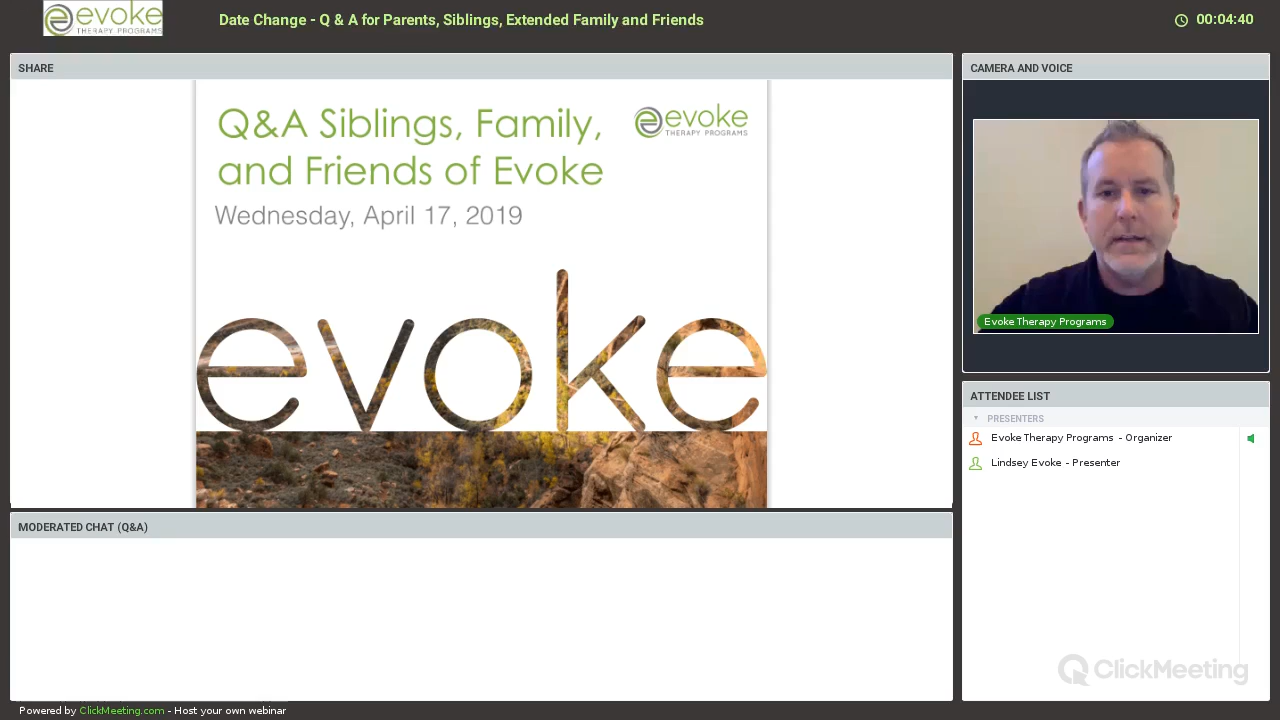 evoke
THERAPY PROGRAMS
Date Change - Q & A for Parents, Siblings, Extended Family and Friends
00:04:40
SHARE
Q&A Siblings, Family,
and Friends of Evoke
evoke
THERAPY PROGRAMS
Wednesday, April 17, 2019
evoke
CAMERA AND VOICE
Evoke Therapy Programs
ATTENDEE LIST
PRESENTERS
Evoke Therapy Programs - Organizer
Lindsey Evoke - Presenter
MODERATED CHAT (Q&A)
ClickMeeting
Powered by ClickMeeting.com - Host your own webinar